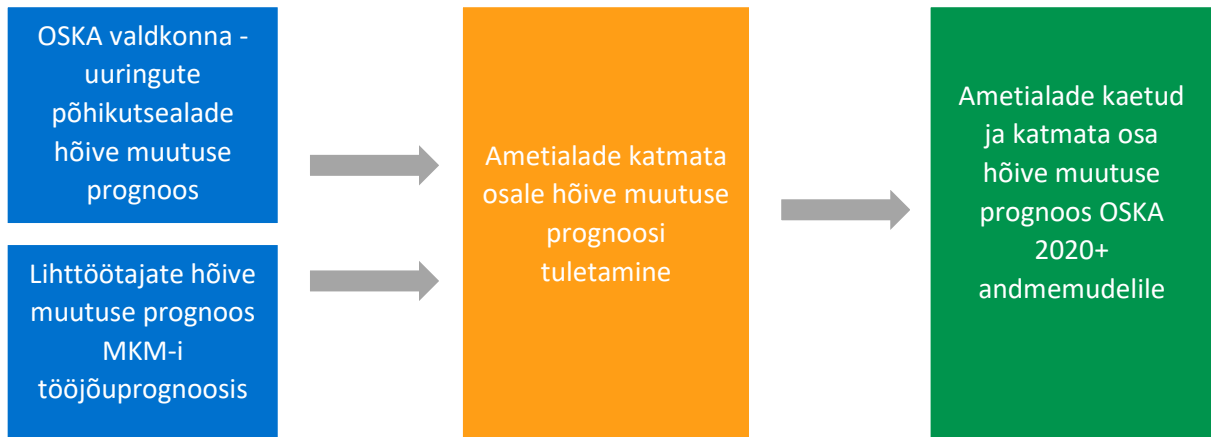 OSKA valdkonna -
uuringute
põhikutsealade
hõive muutuse
prognoos
Lihttöötajate hõive
muutuse prognoos
MKM-i
tööjõuprognoosis
Ametialade katmata
osale hõive muutuse
prognoosi
tuletamine
Ametialade kaetud
ja katmata osa
hõive muutuse
prognoos OSKA
2020+
andmemudelile